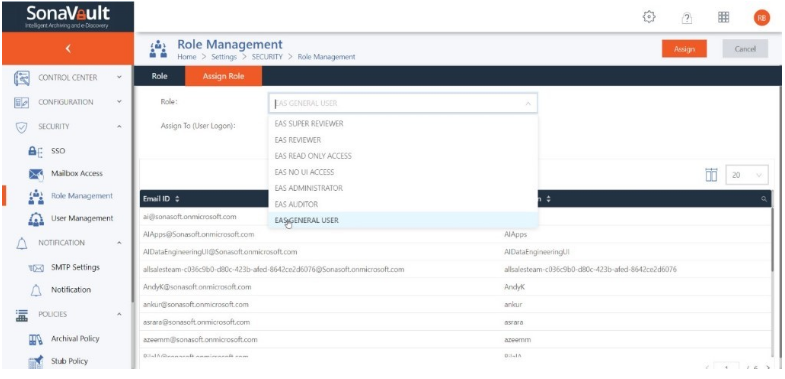 SonaVault
Intelligent Archiving and e-Discovery
RB
Role Management
Home > Settings > SECURITY > Role Management
Assign
Cancel
CONTROL CENTER
CONFIGURATION
SECURITY
SSO
Mailbox Access
Role Management
User Management
NOTIFICATION
SMTP Settings
Notification
POLICIES
Archival Policy
Stub Policy
Role
Assign Role
Role:
EAS GENERAL USER
Assign To (User Logon):
EAS SUPER REVIEWER
EAS REVIEWER
EAS READ ONLY ACCESS
EAS NO UI ACCESS
EAS ADMINISTRATOR
EAS AUDITOR
EAS GENERAL USER
20
Email ID
ai@sonasoft.onmicrosoft.com
AIApps@Sonasoft.onmicrosoft.com AIApps
AIDataEngineeringUI@Sonasoft.onmicrosoft.com AIDataEngineeringUI
allsalesteam-c036c9b0-d80c-423b-afed-8642ce2d6076@Sonasoft.onmicrosoft.com allsalesteam-c036c9b0-d80c-423b-afed-8642ce2d6076
AndyK@sonasoft.onmicrosoft.com AndyK
ankur@sonasoft.onmicrosoft.com ankur
asrara@sonasoft.onmicrosoft.com asrara
azeemm@sonasoft.onmicrosoft.com azeemm
1 / 6